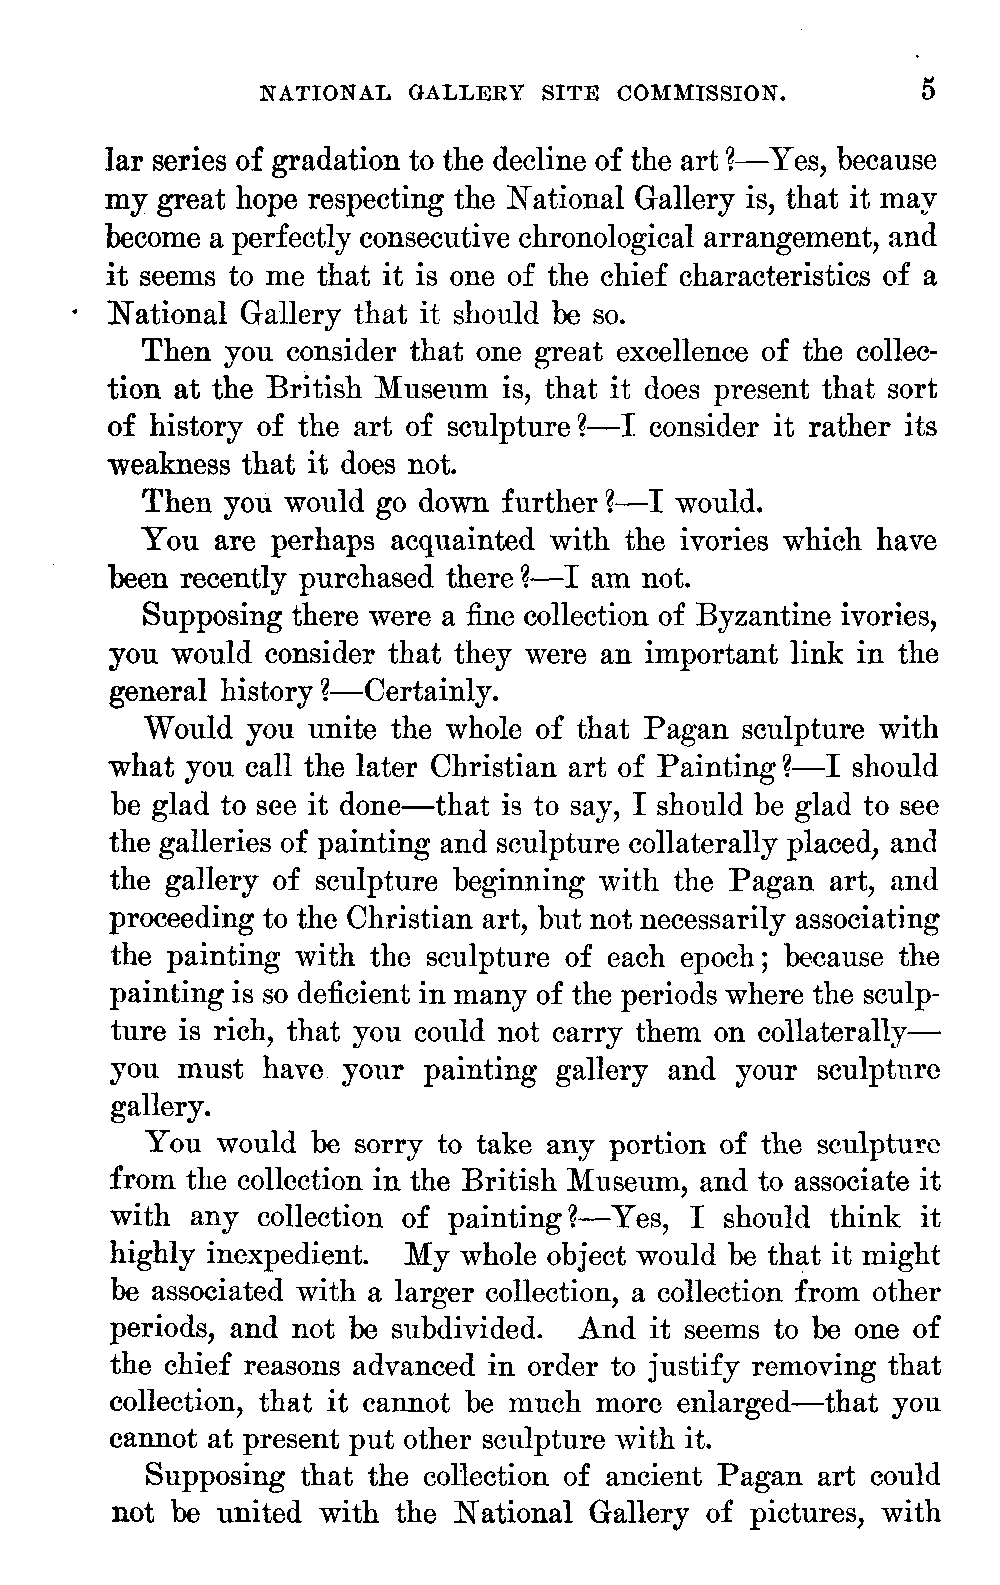 NATIONAL GALLERY SITE COMMISSION. 5
lar series of gradation to the decline of the art?—Yes, because
my great hope respecting the National Gallery is, that it may
become a perfectly consecutive chronological arrangement, and
it seems to me that it is one of the chief characteristics of a
National Gallery that it should be so.
Then you consider that one great excellence of the collec-
tion at the British Museum is, that it does present that sort
of history of the art of sculpture?—I consider it rather its
weakness that it does not.
Then you would go down further?—I would.
You are perhaps acquainted with the ivories which have
been recently purchased there?—I am not.
Supposing there were a fine collection of Byzantine ivories,
you would consider that they were an important link in the
general history?—Certainly.
Would you unite the whole of that Pagan sculpture with
what you call the later Christian art of Painting?—I should
be glad to see it done—that is to say, I should be glad to see
the galleries of painting and sculpture collaterally placed, and
the gallery of sculpture beginning with the Pagan art, and
proceeding to the Christian art, but not necessarily associating
the painting with the sculpture of each epoch; because the
painting is so deficient in many of the periods where the sculp-
ture is rich, that you could not carry them on collaterally—
you must have your painting gallery and your sculpture
gallery.
You would be sorry to take any portion of the sculpture
from the collection in the British Museum, and to associate it
with any collection of painting?—Yes, I should think it
highly inexpedient. My whole object would be that it might
be associated with a larger collection, a collection from other
periods, and not be subdivided. And it seems to be one of
the chief reasons advanced in order to justify removing that
collection, that it cannot be much more enlarged—that you
cannot at present put other sculpture with it.
Supposing that the collection of ancient Pagan art could
not be united with the National Gallery of pictures, with